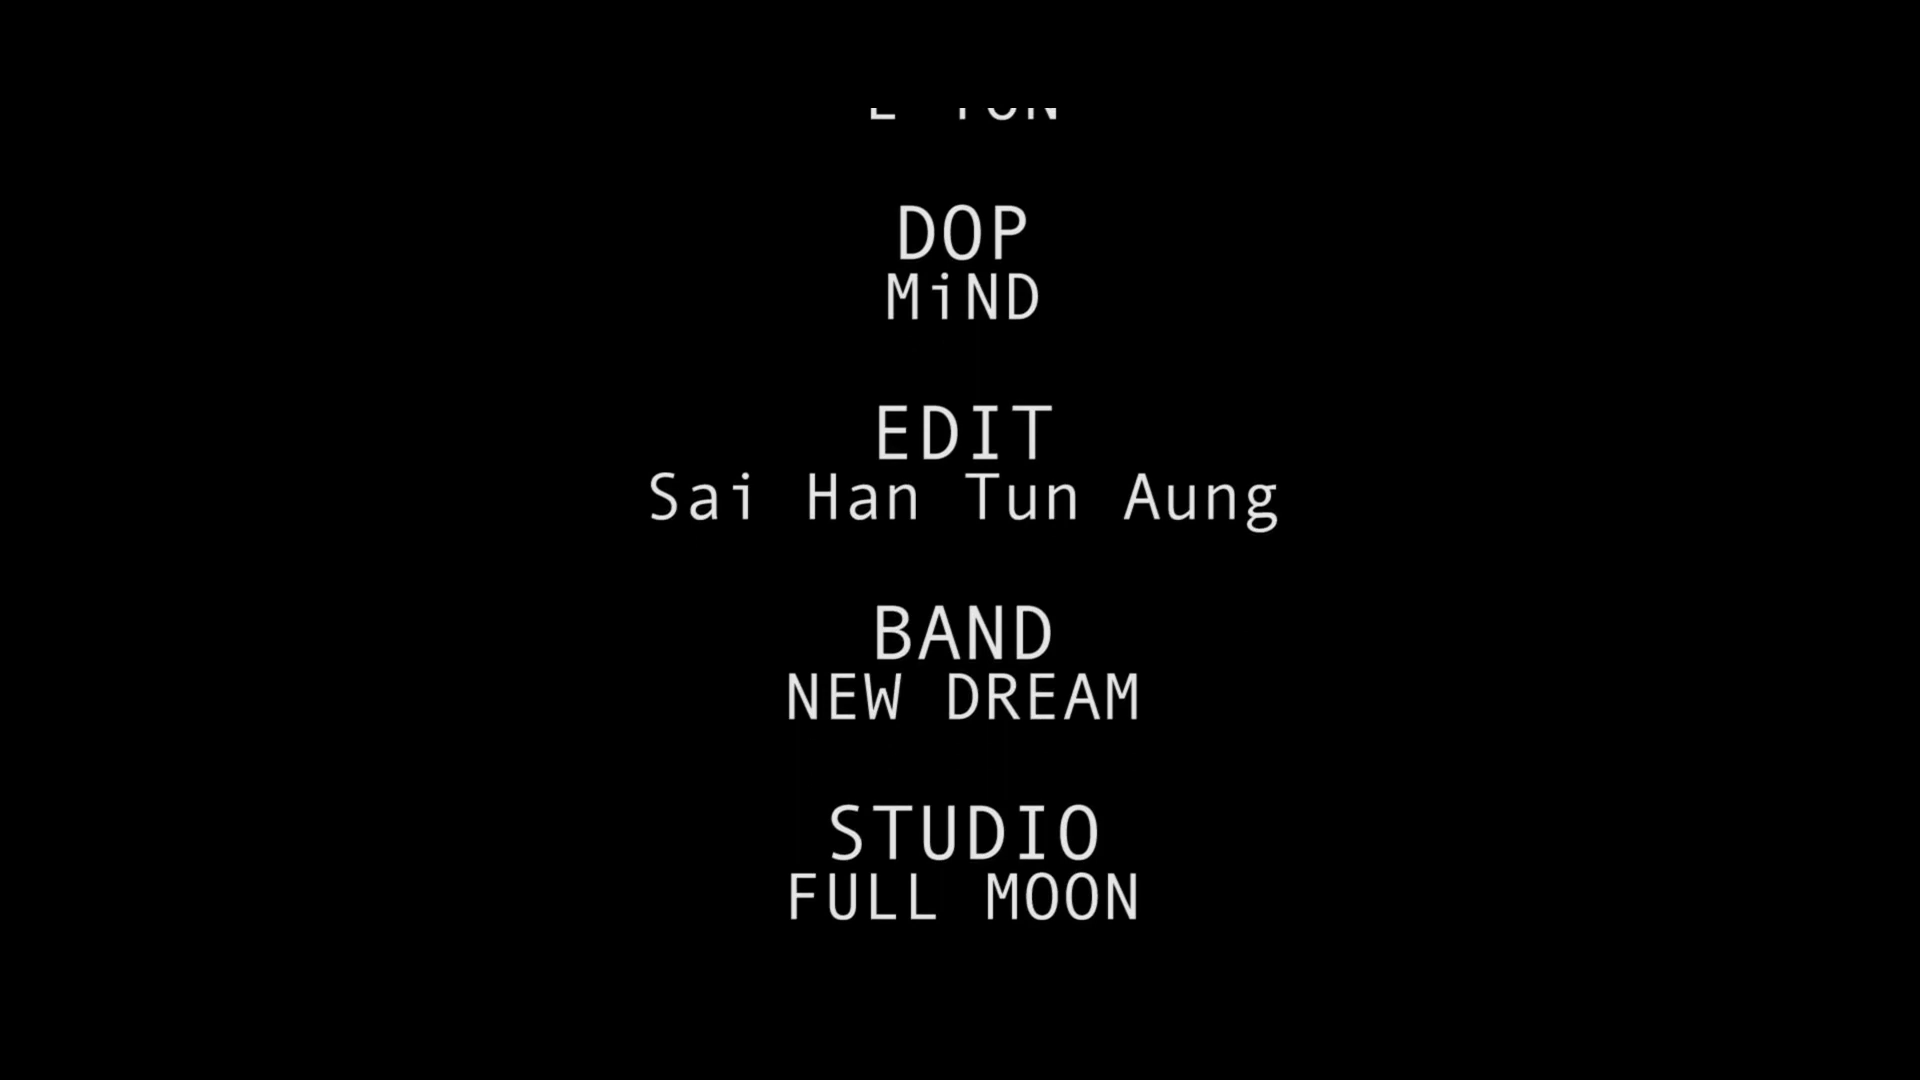 DOP
MiND
EDIT
Sai Han Tun Aung
BAND
NEW DREAM
STUDIO
FULL MOON